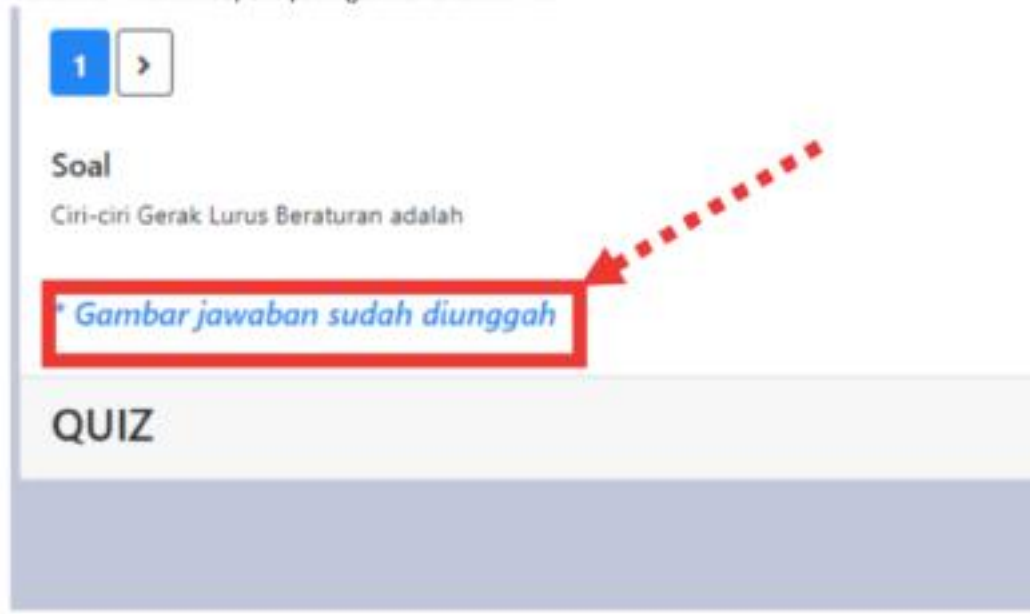 1 >
Soal
Ciri-ciri Gerak Lurus Beraturan adalah
* Gambar jawaban sudah diunggah
QUIZ